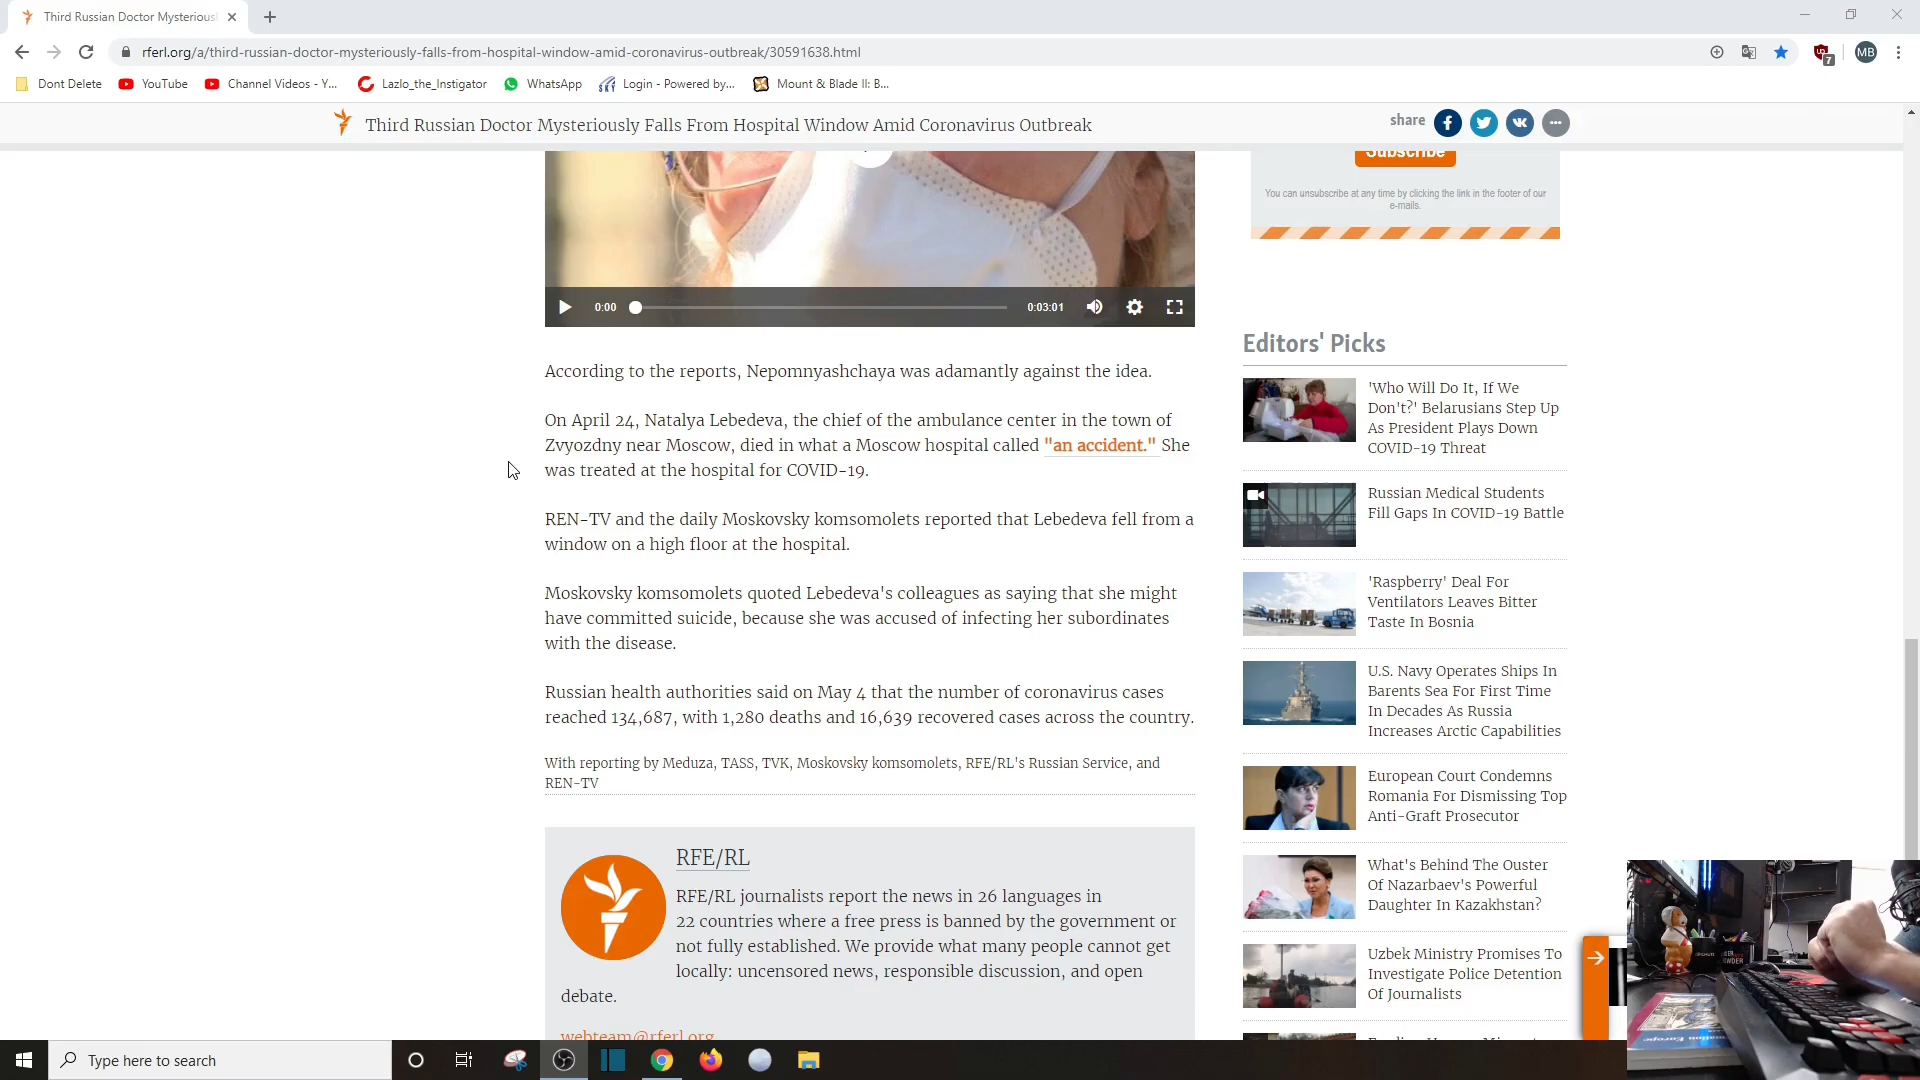 Third Russian Doctor Mysterious
rferl.org/a/third-russian-doctor-mysteriously-falls-from-hospital-window-amid-coronavirus-outbreak/30591638.html
7
MB
Dont Delete
YouTube
Channel Videos - Y...
Lazlo_the_Instigator
WhatsApp
Login - Powered by...
Mount & Blade II: B...
Third Russian Doctor Mysteriously Falls From Hospital Window Amid Coronavirus Outbreak
share
Subscribe
You can unsubscribe at any time by clicking the link in the footer of our
e-mails.
0:00
0:03:01
According to the reports, Nepomnyashchaya was adamantly against the idea.
On April 24, Natalya Lebedeva, the chief of the ambulance center in the town of
Zvyozdny near Moscow, died in what a Moscow hospital called "an accident." She
was treated at the hospital for COVID-19.
REN-TV and the daily Moskovsky komsomolets reported that Lebedeva fell from a
window on a high floor at the hospital.
Moskovsky komsomolets quoted Lebedeva's colleagues as saying that she might
have committed suicide, because she was accused of infecting her subordinates
with the disease.
Russian health authorities said on May 4 that the number of coronavirus cases
reached 134,687, with 1,280 deaths and 16,639 recovered cases across the country.
With reporting by Meduza, TASS, TVK, Moskovsky komsomolets, RFE/RL's Russian Service, and
REN-TV
RFE/RL
RFE/RL journalists report the news in 26 languages in
22 countries where a free press is banned by the government or
not fully established. We provide what many people cannot get
locally: uncensored news, responsible discussion, and open
debate.
webteam@rferl.org
Editors' Picks
'Who Will Do It, If We
Don't?' Belarusians Step Up
As President Plays Down
COVID-19 Threat
Russian Medical Students
Fill Gaps In COVID-19 Battle
'Raspberry' Deal For
Ventilators Leaves Bitter
Taste In Bosnia
U.S. Navy Operates Ships In
Barents Sea For First Time
In Decades As Russia
Increases Arctic Capabilities
European Court Condemns
Romania For Dismissing Top
Anti-Graft Prosecutor
What's Behind The Ouster
Of Nazarbaev's Powerful
Daughter In Kazakhstan?
Uzbek Ministry Promises To
Investigate Police Detention
Of Journalists
Type here to search